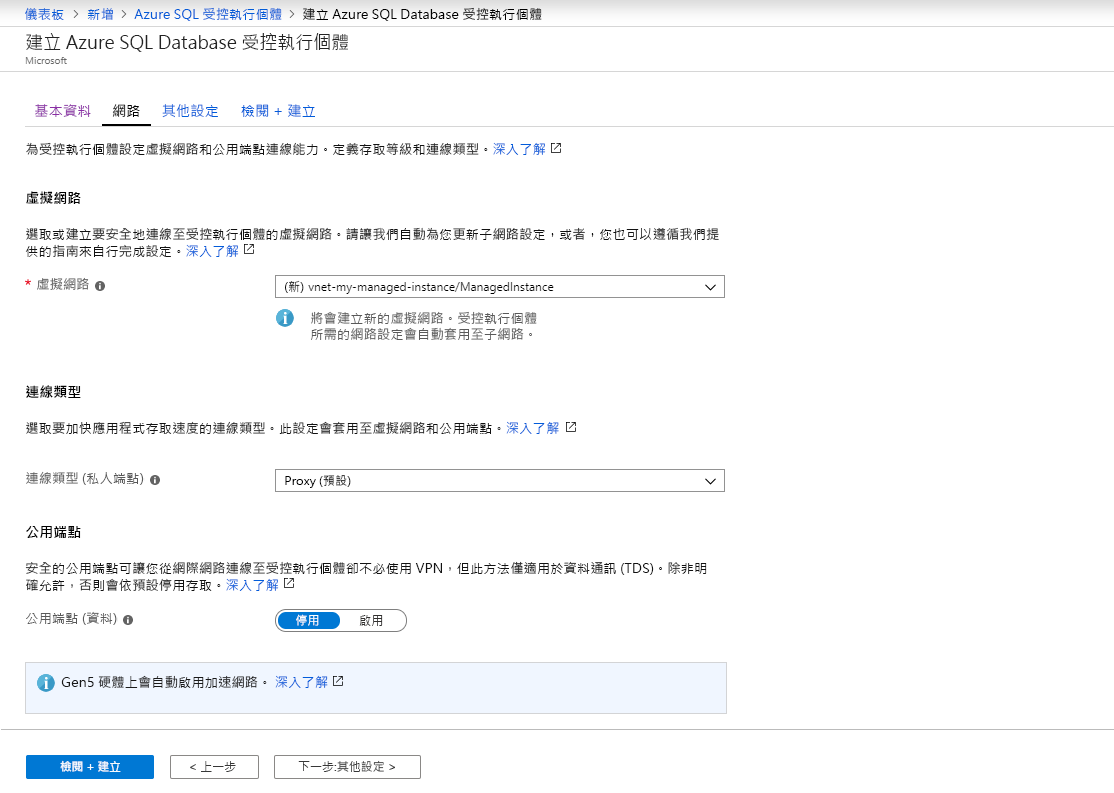 儀表板 > 新增 > Azure SQL 受控執行個體 > 建立 Azure SQL Database 受控執行個體
建立 Azure SQL Database 受控執行個體
Microsoft
基本資料 網路 其他設定 檢閱 + 建立
為受控執行個體設定虛擬網路和公用端點連線能力。定義存取等級和連線類型。深入了解
虛擬網路
選取或建立要安全地連線至受控執行個體的虛擬網路。請讓我們自動為您更新子網路設定，或者，您也可以遵循我們提
供的指南來自行完成設定。深入了解
* 虛擬網路 (新) vnet-my-managed-instance/ManagedInstance
將會建立新的虛擬網路。受控執行個體
所需的網路設定會自動套用至子網路。
連線類型
選取要加快應用程式存取速度的連線類型。此設定會套用至虛擬網路和公用端點。深入了解
連線類型 (私人端點) Proxy (預設)
公用端點
安全的公用端點可讓您從網際網路連線至受控執行個體卻不必使用 VPN，但此方法僅適用於資料通訊 (TDS)。除非明
確允許，否則會依預設停用存取。深入了解
公用端點 (資料) 停用 啟用
Gen5 硬體上會自動啟用加速網路。 深入了解
檢閱 + 建立 < 上一步 下一步:其他設定 >